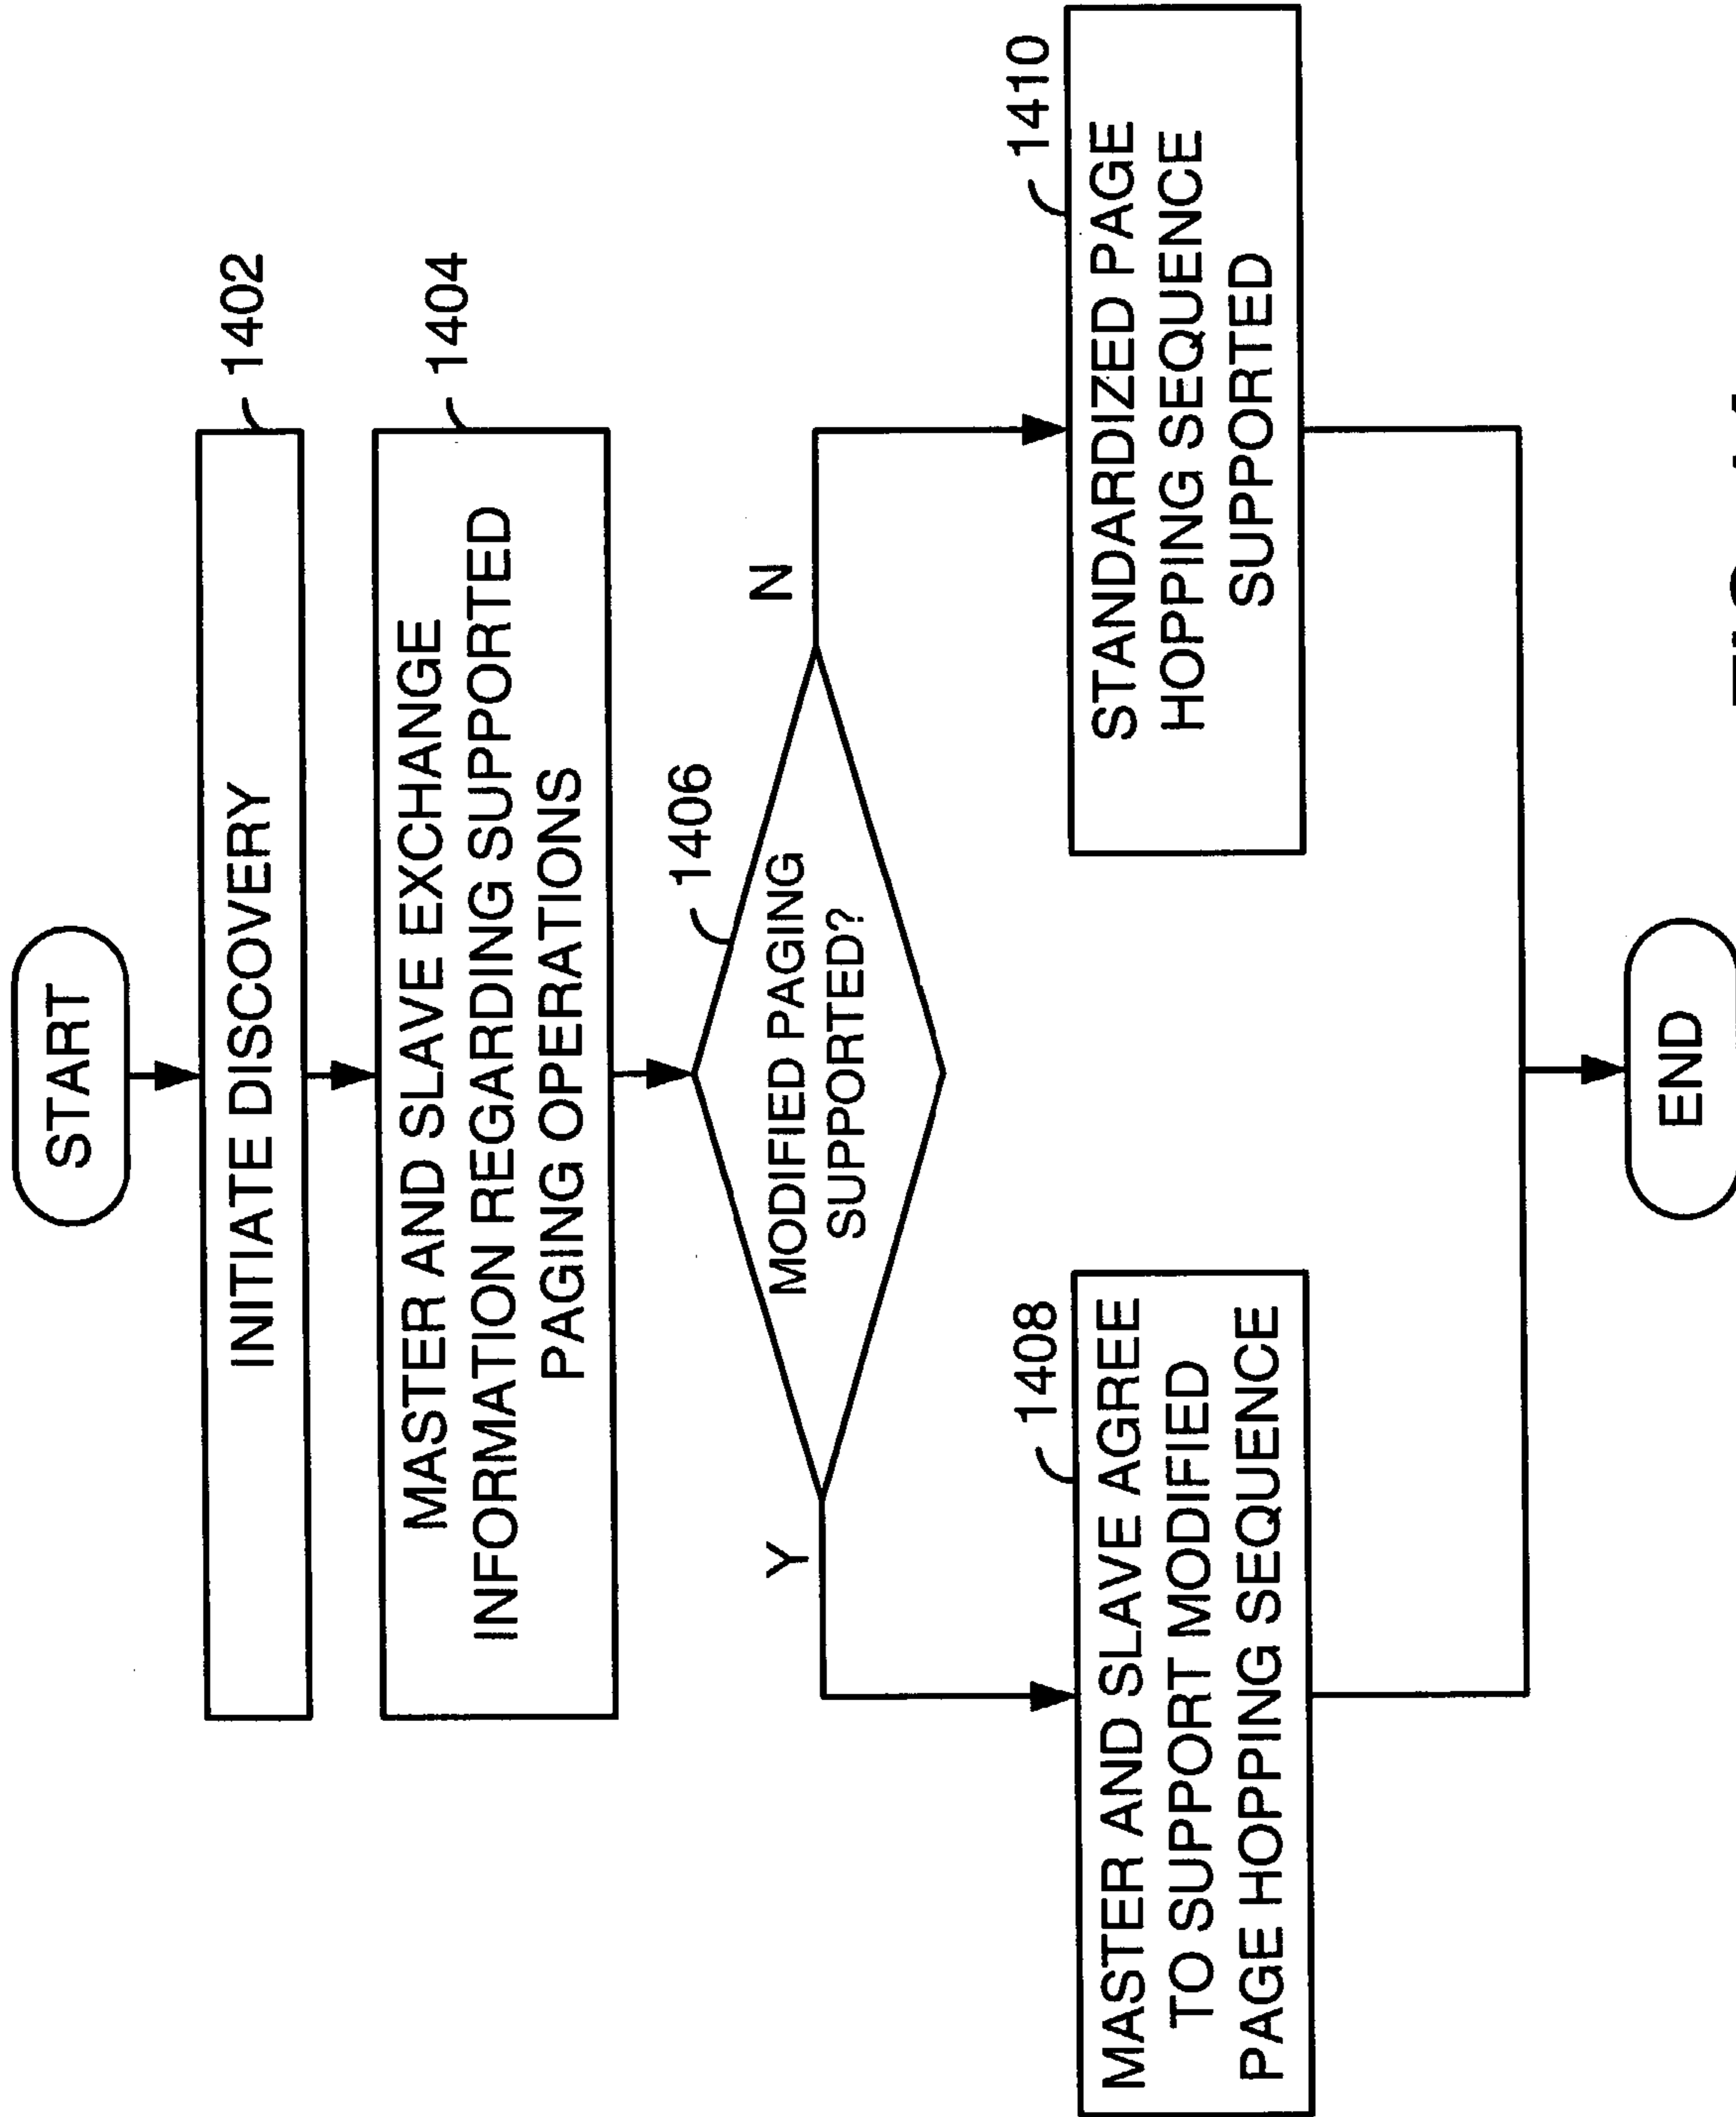 START
INITIATE DISCOVERY
1402
MASTER AND SLAVE EXCHANGE
INFORMATION REGARDING SUPPORTED
PAGING OPERATIONS
1404
MODIFIED PAGING
SUPPORTED?
1406
Y
N
MASTER AND SLAVE AGREE
TO SUPPORT MODIFIED
PAGE HOPPING SEQUENCE
1408
STANDARDIZED PAGE
HOPPING SEQUENCE
SUPPORTED
1410
END